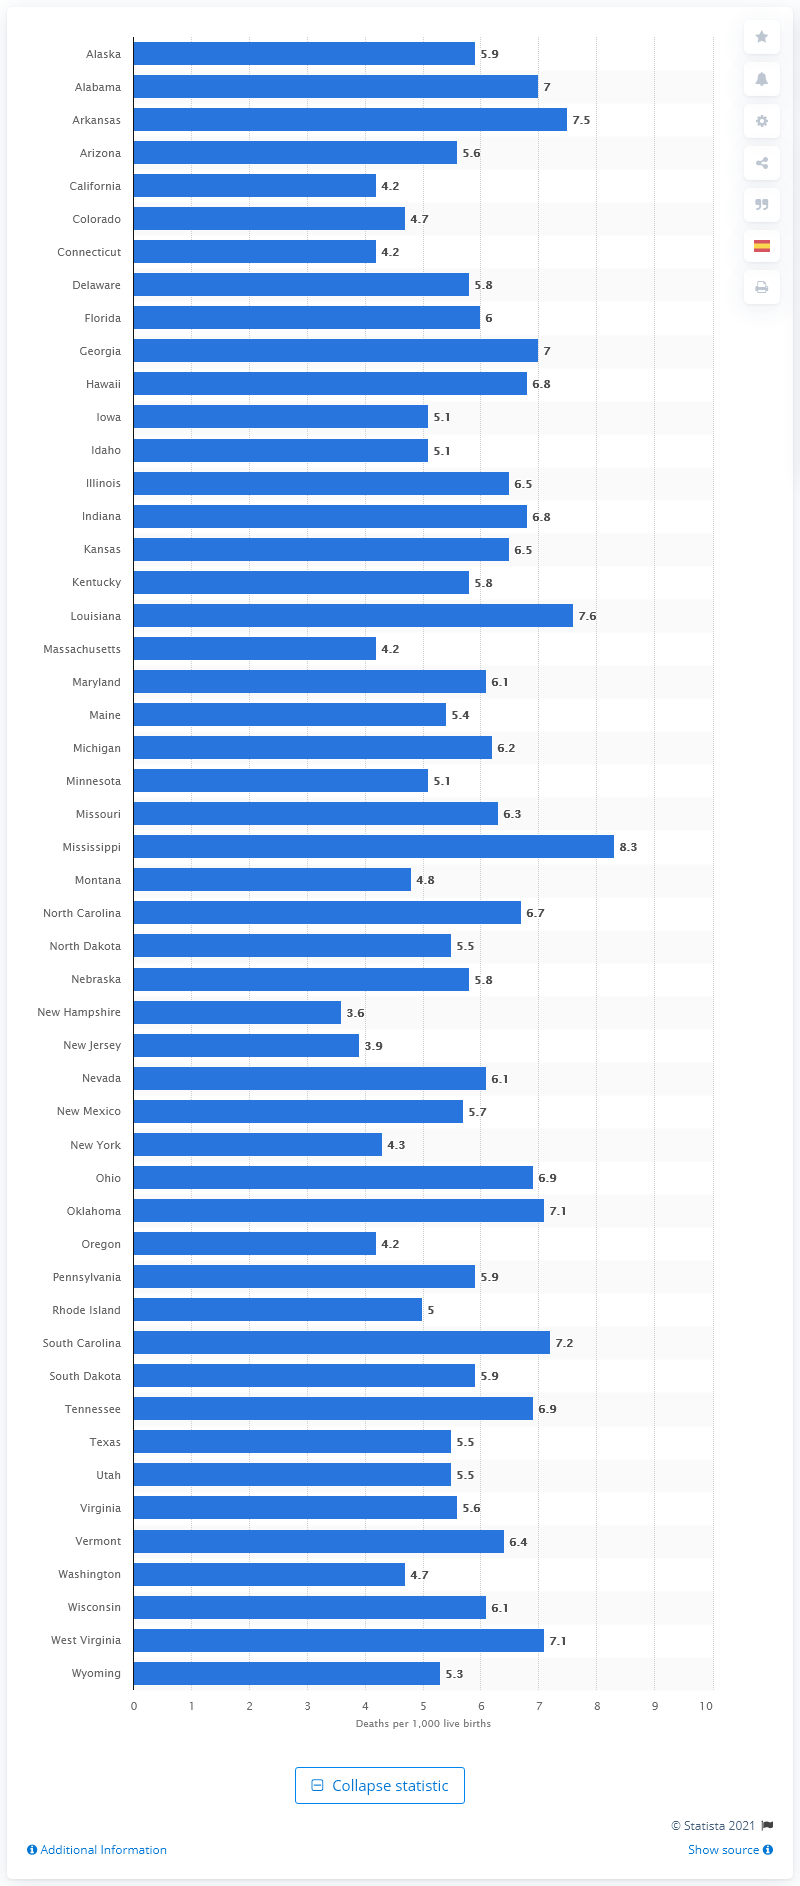 Alaska 5.9
Alabama 7
Arkansas 7.5
Arizona 5.6
California 4.2
Colorado 4.7
Connecticut 4.2
Delaware 5.8
Florida 6
Georgia 7
Hawaii 6.8
Iowa 5.1
Idaho 5.1
Illinois 6.5
Indiana 6.8
Kansas 6.5
Kentucky 5.8
Louisiana 7.6
Massachusetts 4.2
Maryland 6.1
Maine 5.4
Michigan 6.2
Minnesota 5.1
Missouri 6.3
Mississippi 8.3
Montana 4.8
North Carolina 6.7
North Dakota 5.5
Nebraska 5.8
New Hampshire 3.6
New Jersey 3.9
Nevada 6.1
New Mexico 5.7
New York 4.3
Ohio 6.9
Oklahoma 7.1
Oregon 4.2
Pennsylvania 5.9
Rhode Island 5
South Carolina 7.2
South Dakota 5.9
Tennessee 6.9
Texas 5.5
Utah 5.5
Virginia 5.6
Vermont 6.4
Washington 4.7
Wisconsin 6.1
West Virginia 7.1
Wyoming 5.3
0 1 2 3 4 5 6 7 8 9 10
Deaths per 1,000 live births
Collapse statistic
© Statista 2021
Additional Information Show source